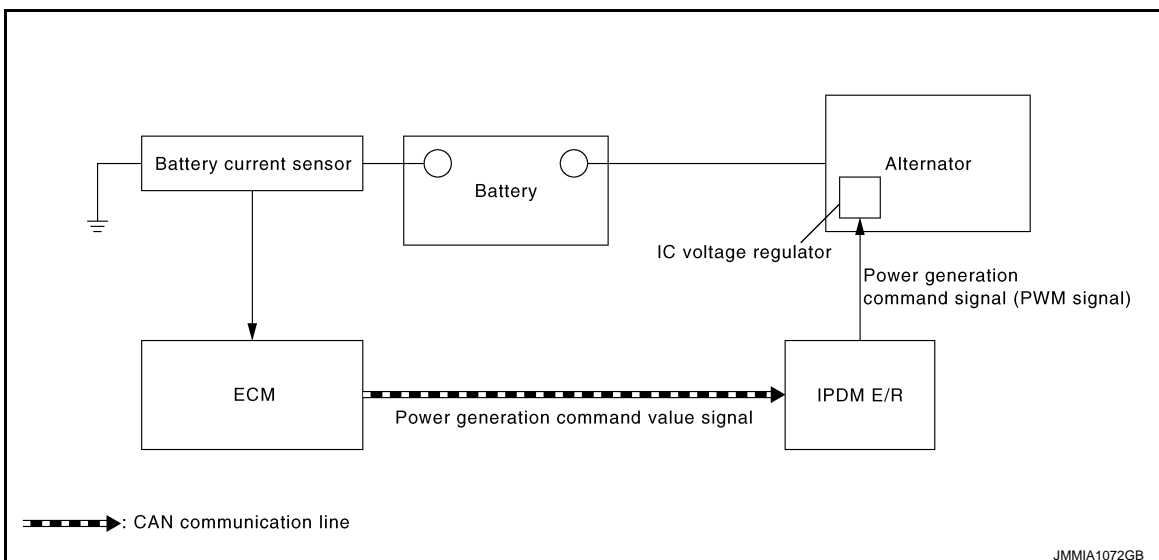 Battery current sensor
Battery
Alternator
IC voltage regulator
Power generation
command signal (PWM signal)
ECM
IPDM E/R
Power generation command value signal
: CAN communication line
JMMIA1072GB